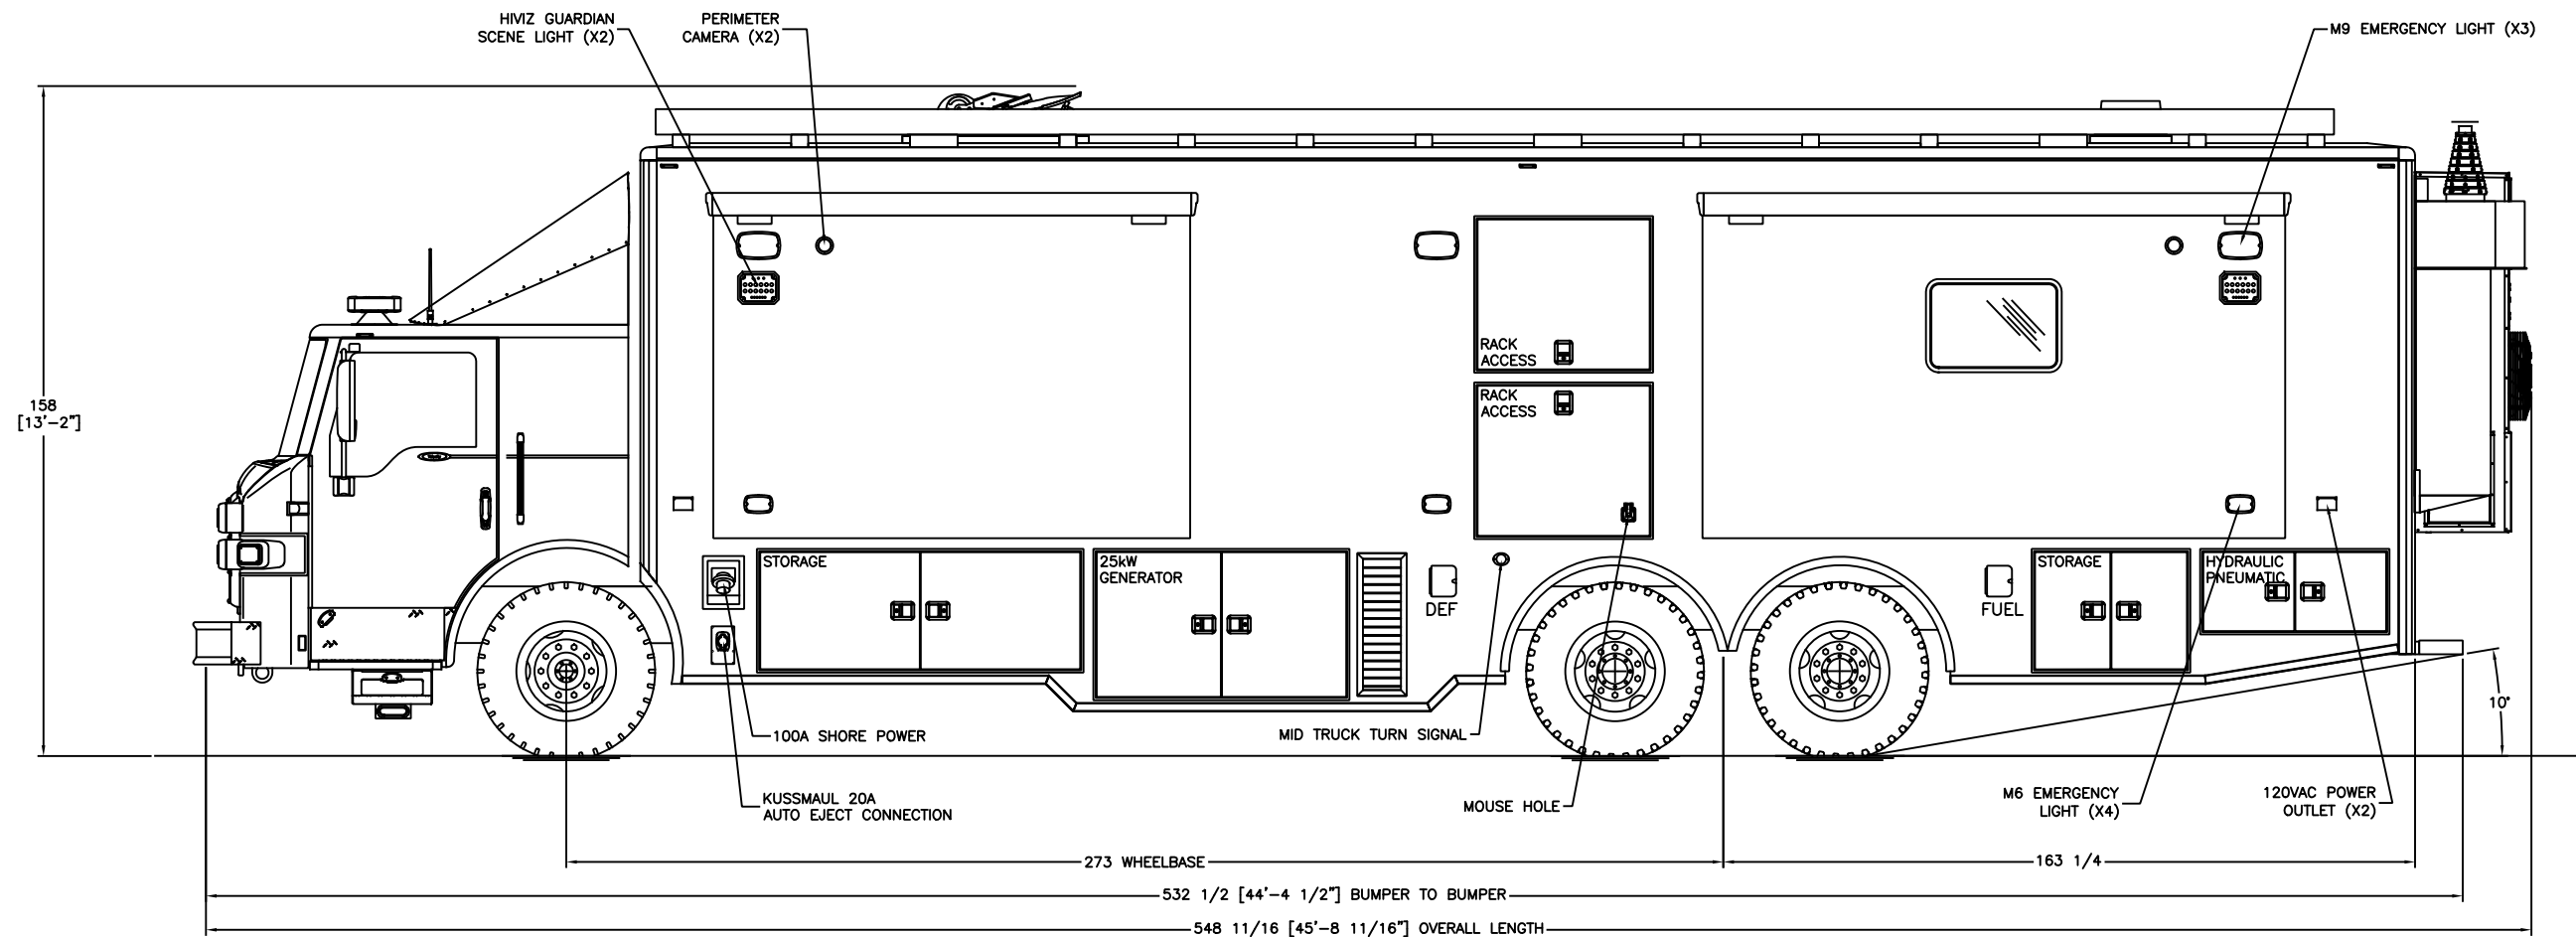 HIVIZ GUARDIAN
SCENE LIGHT (X2)
PERIMETER
CAMERA (X2)
M9 EMERGENCY LIGHT (X3)
158
[13'-2"]
RACK
ACCESS
RACK
ACCESS
STORAGE
25kW
GENERATOR
DEF
FUEL
STORAGE
HYDRAULIC
PNEUMATIC
10°
100A SHORE POWER
MID TRUCK TURN SIGNAL
KUSSMAUL 20A
AUTO EJECT CONNECTION
MOUSE HOLE
M6 EMERGENCY
LIGHT (X4)
120VAC POWER
OUTLET (X2)
273 WHEELBASE
163 1/4
532 1/2 [44'-4 1/2"] BUMPER TO BUMPER
548 11/16 [45'-8 11/16"] OVERALL LENGTH